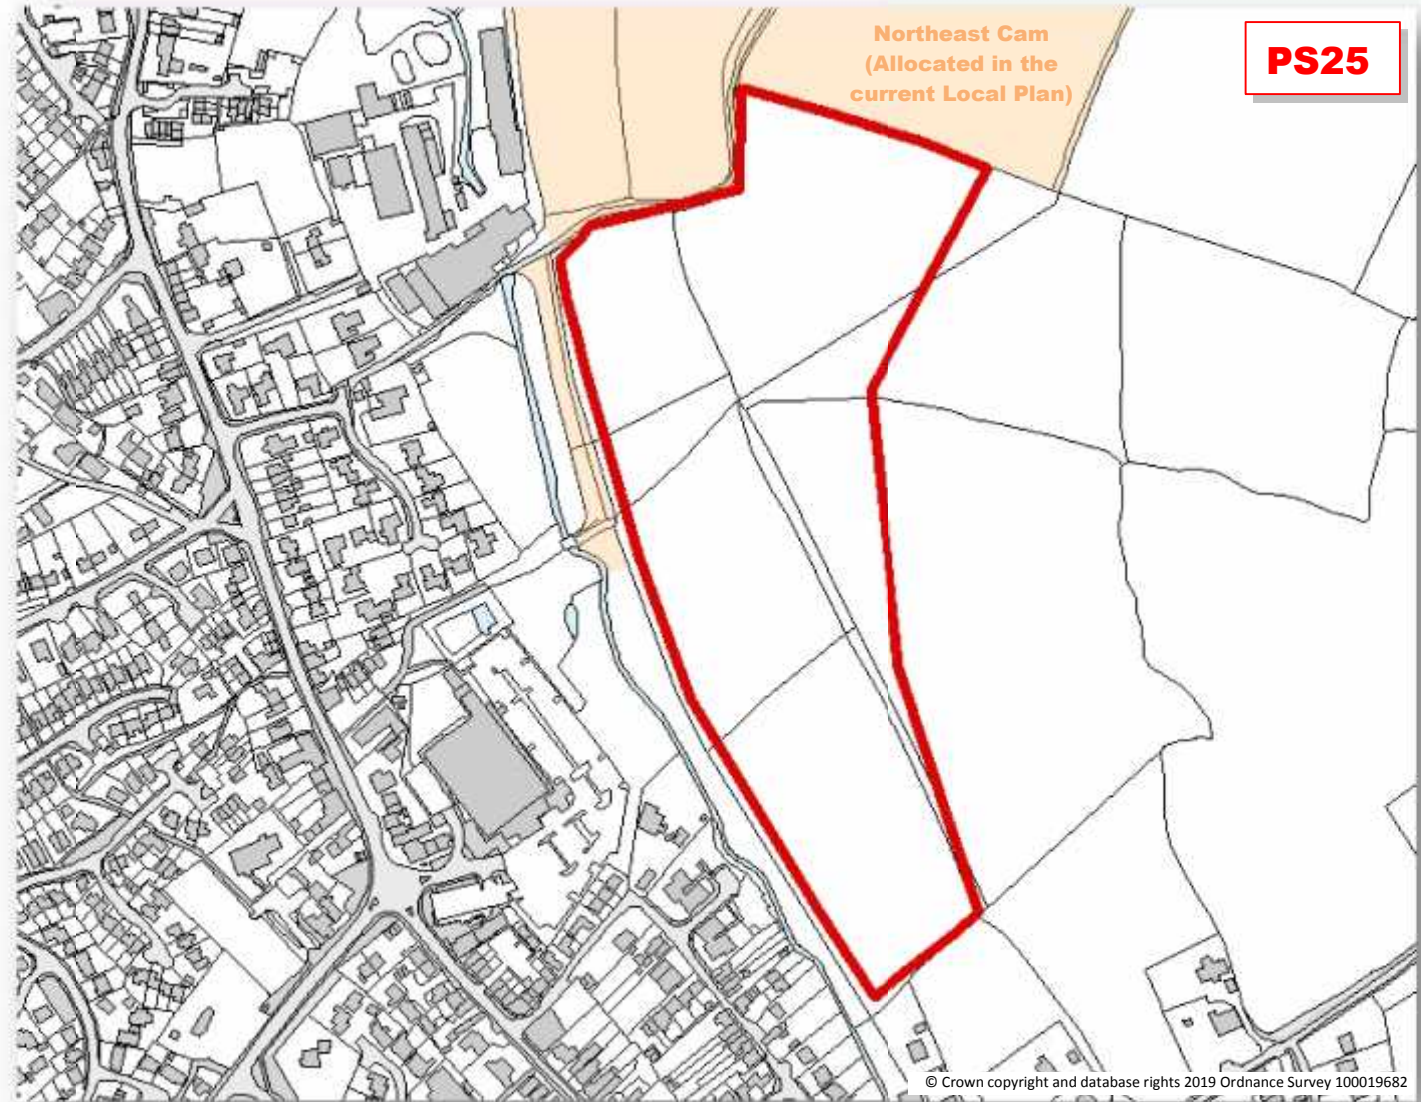 Northeast Cam
(Allocated in the
current Local Plan)
PS25
© Crown copyright and database rights 2019 Ordnance Survey 100019682